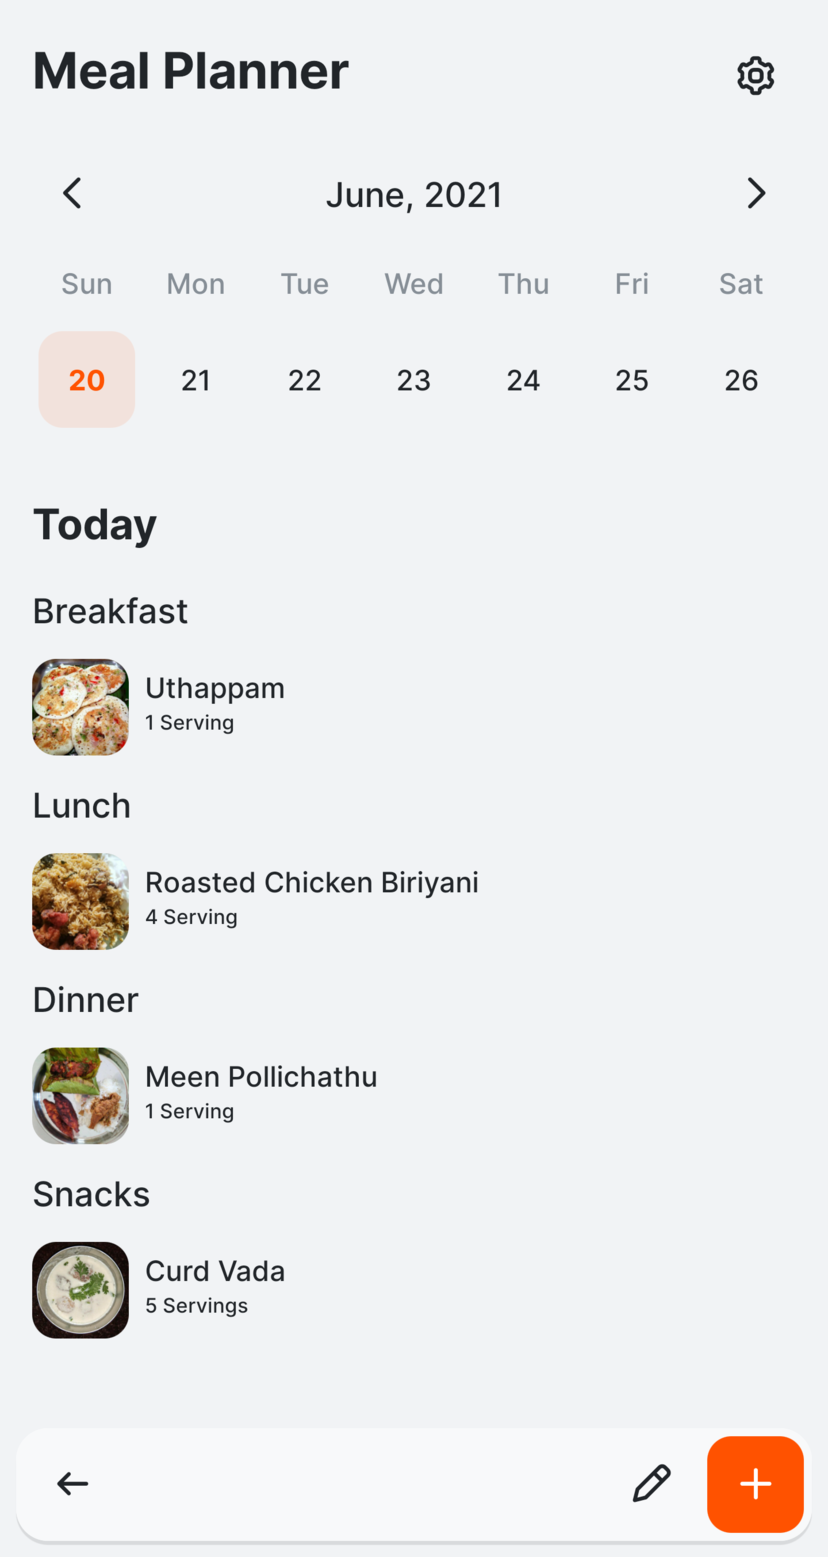 Meal Planner
June, 2021
Sun Mon Tue Wed Thu Fri Sat
20 21 22 23 24 25 26
Today
Breakfast
Uthappam
1 Serving
Lunch
Roasted Chicken Biriyani
4 Serving
Dinner
Meen Pollichathu
1 Serving
Snacks
Curd Vada
5 Servings